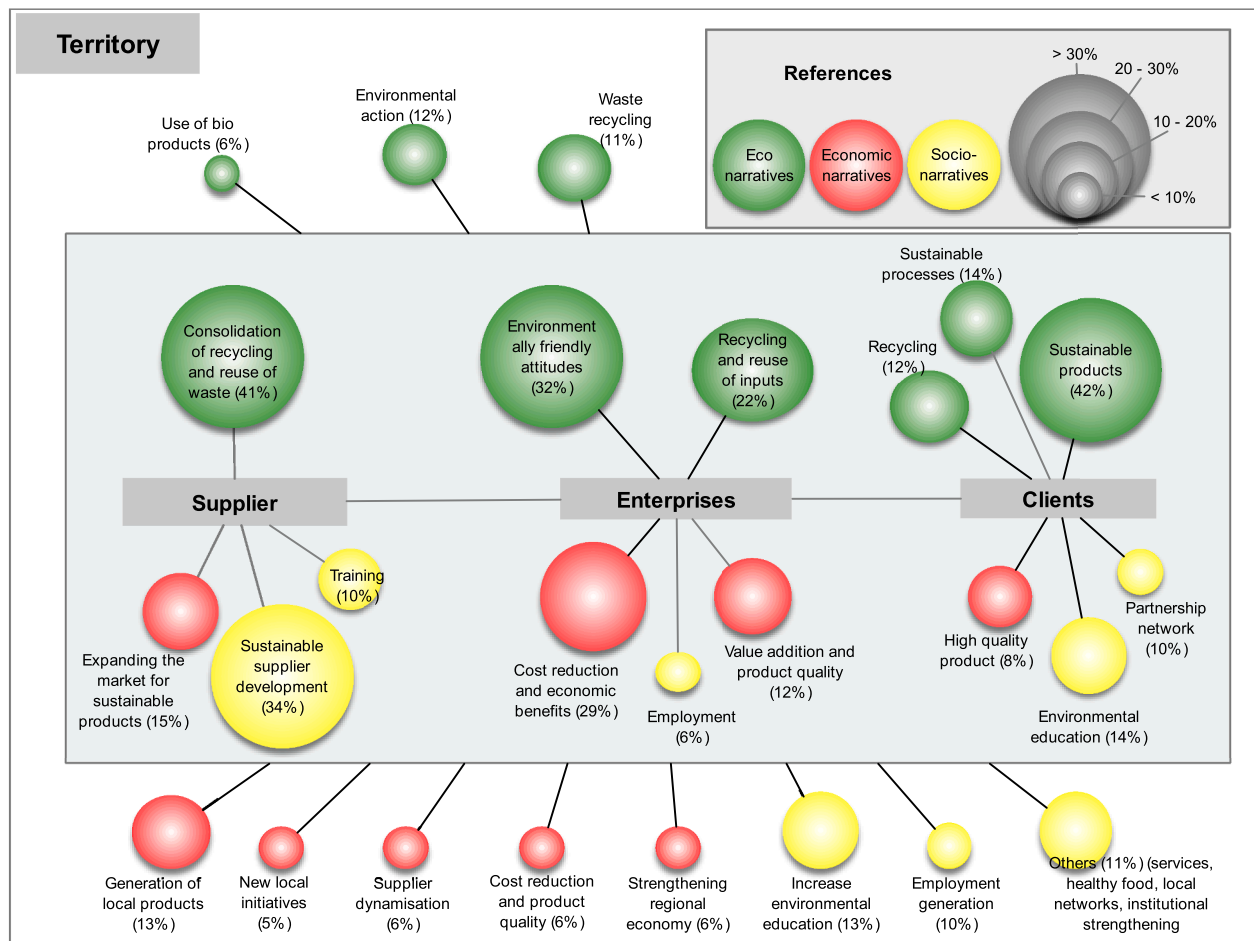 Territory
References
> 30%
20 - 30%
10 - 20%
< 10%
Eco
narratives
Economic
narratives
Socio-
narratives
Use of bio
products (6%)
Environmental
action (12%)
Waste
recycling
(11%)
Consolidation
of recycling
and reuse of
waste (41%)
Environment
ally friendly
attitudes
(32%)
Recycling
and reuse
of inputs
(22%)
Sustainable
processes (14%)
Recycling
(12%)
Sustainable
products
(42%)
Supplier
Enterprises
Clients
Expanding the
market for
sustainable
products (15%)
Sustainable
supplier
development
(34%)
Training
(10%)
Cost reduction
and economic
benefits (29%)
Employment
(6%)
Value addition and
product quality
(12%)
High quality
product (8%)
Environmental
education (14%)
Partnership
network
(10%)
Generation of
local products
(13%)
New local
initiatives
(5%)
Supplier
dynamisation
(6%)
Cost reduction
and product
quality (6%)
Strengthening
regional
economy (6%)
Increase
environmental
education (13%)
Employment
generation
(10%)
Others (11%) (services,
healthy food, local
networks, institutional
strengthening